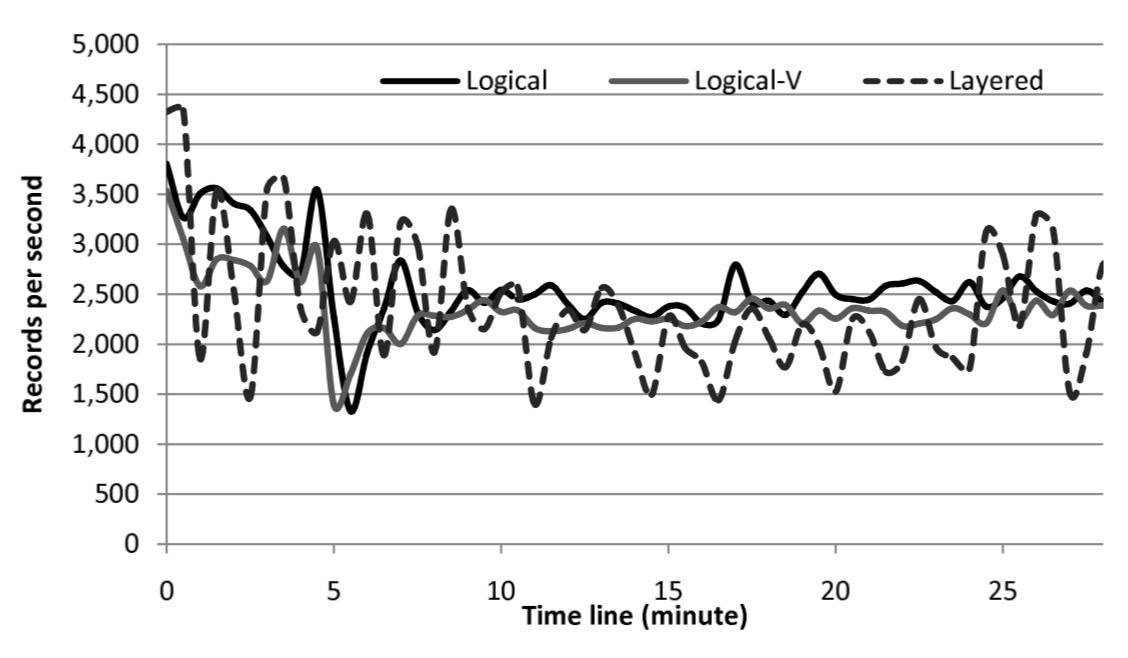 5,000
Logical Logical-V Layered
4,500
4,000
3,500
3,000
2,500
2,000
1,500
1,000
500
0
Records per second
0 5 10 15 20 25
Time line (minute)